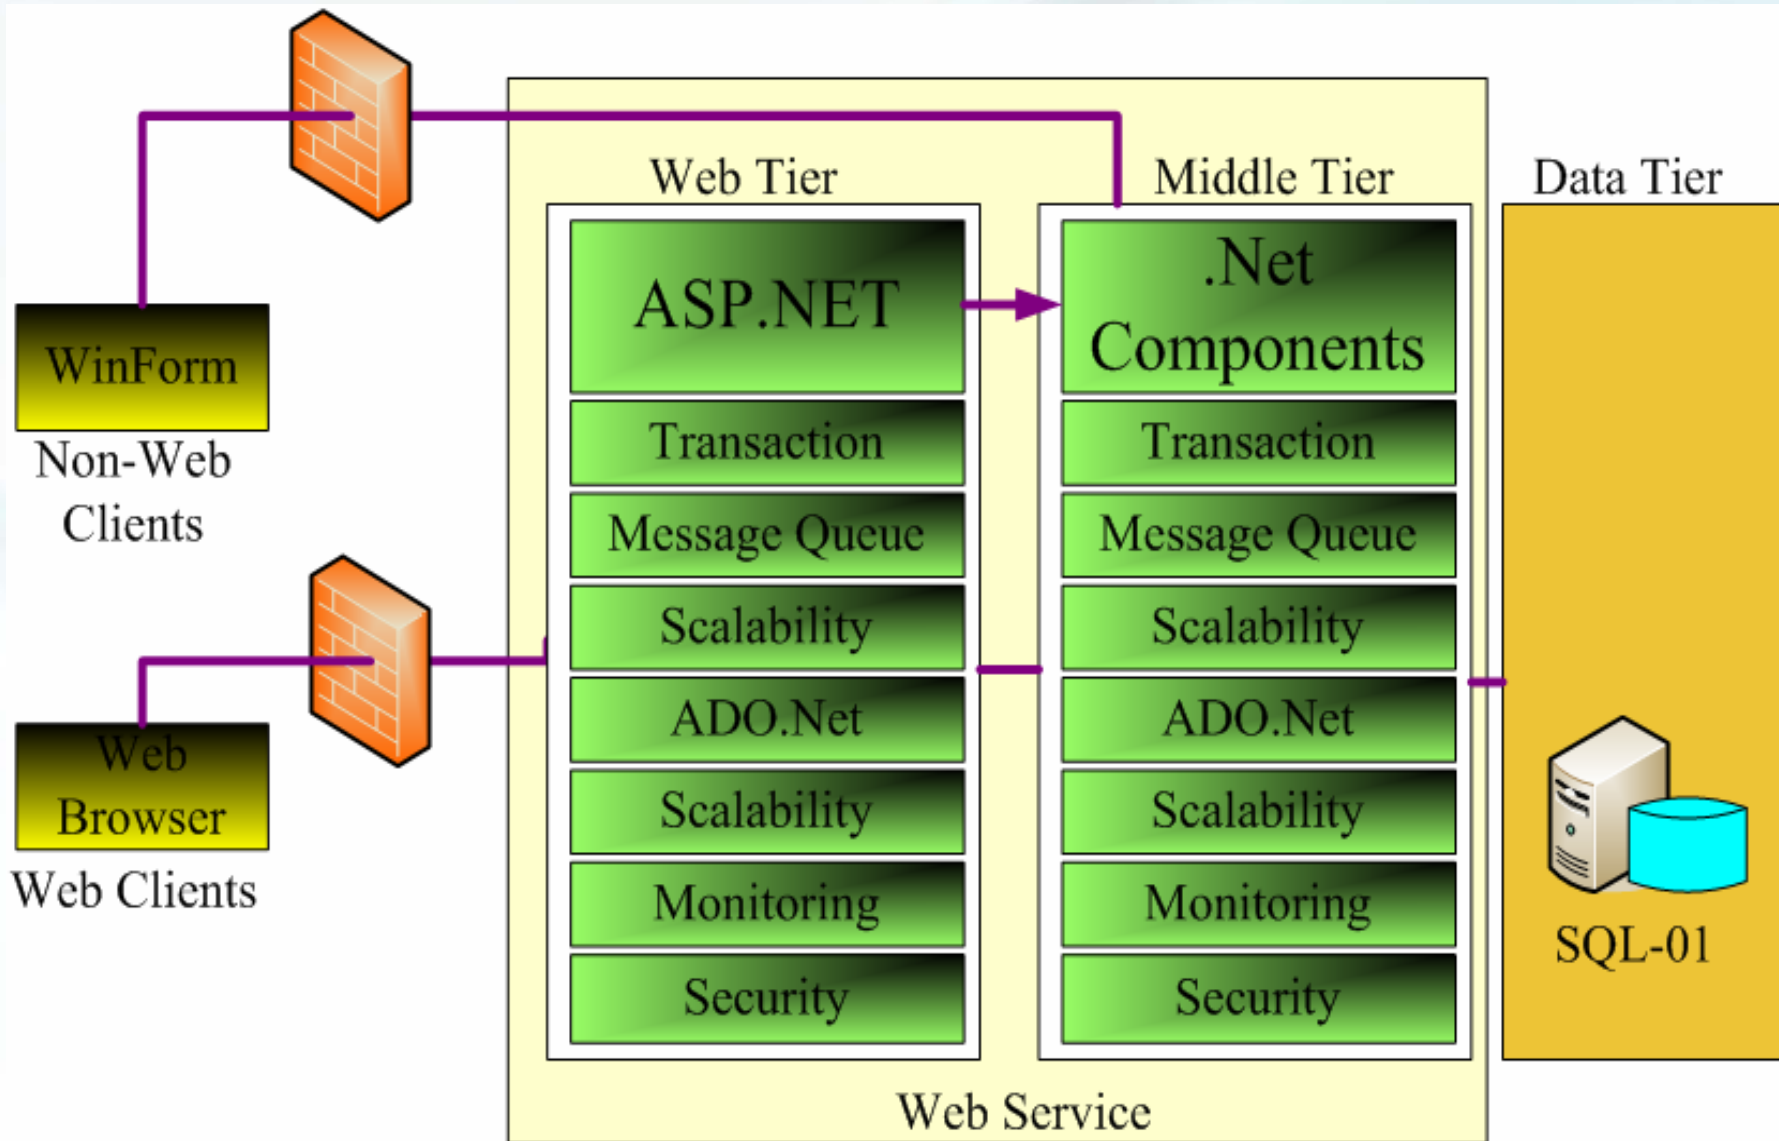 WinForm
Non-Web
Clients
Web
Browser
Web Clients
Web Tier
ASP.NET
Transaction
Message Queue
Scalability
ADO.Net
Scalability
Monitoring
Security
Middle Tier
.Net
Components
Transaction
Message Queue
Scalability
ADO.Net
Scalability
Monitoring
Security
Web Service
Data Tier
SQL-01